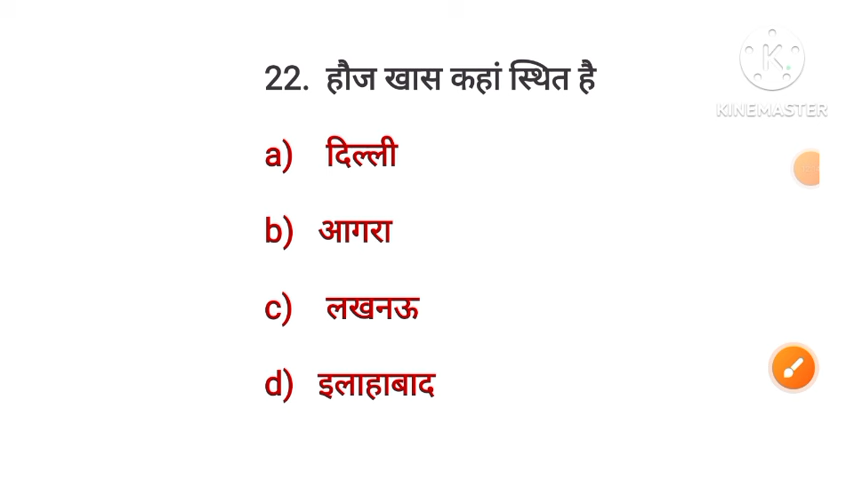 22. हौज खास कहां स्थित है
K
KINEMASTER
a) दिल्ली
b) आगरा
c) लखनऊ
d) इलाहाबाद